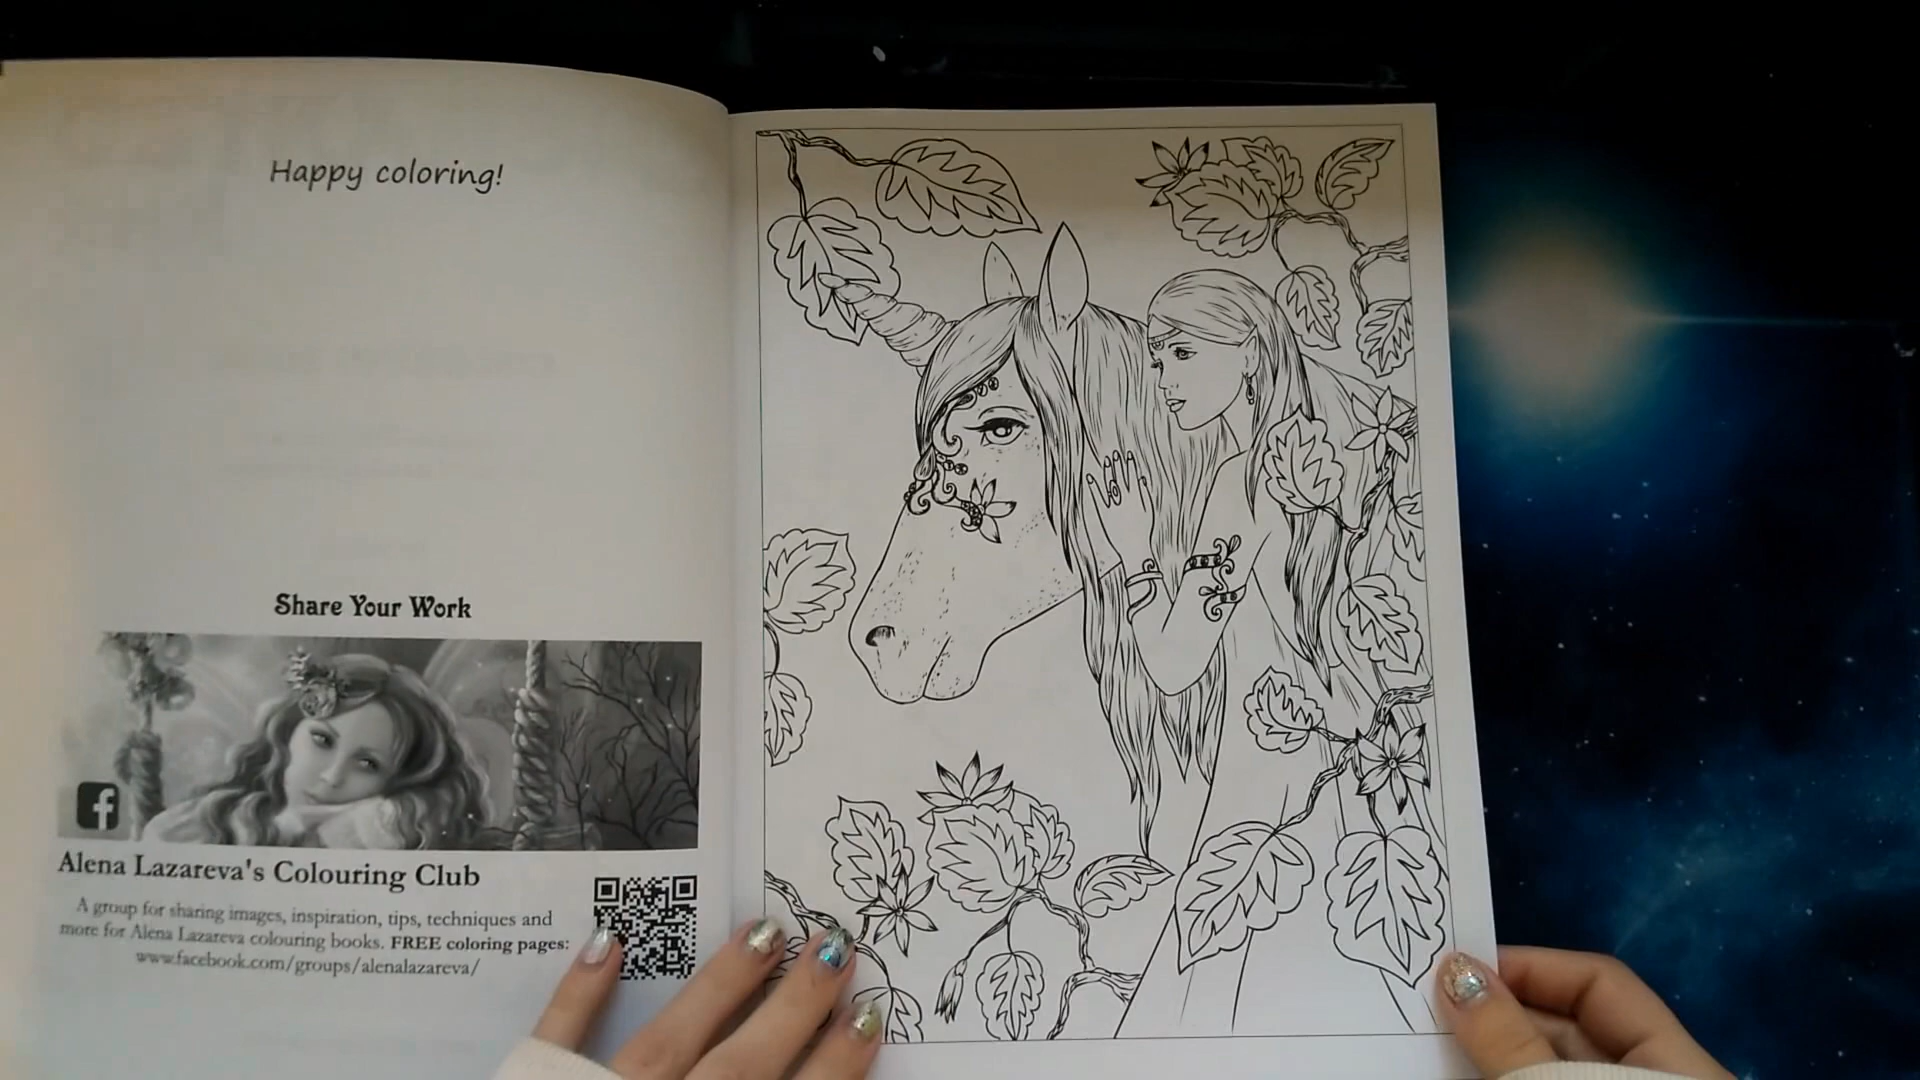 Happy coloring!
Share Your Work
Alena Lazareva's Colouring Club
A group for sharing images, inspiration, tips, techniques and
more for Alena Lazareva colouring books. FREE coloring pages:
www.facebook.com/groups/alenalazareva/